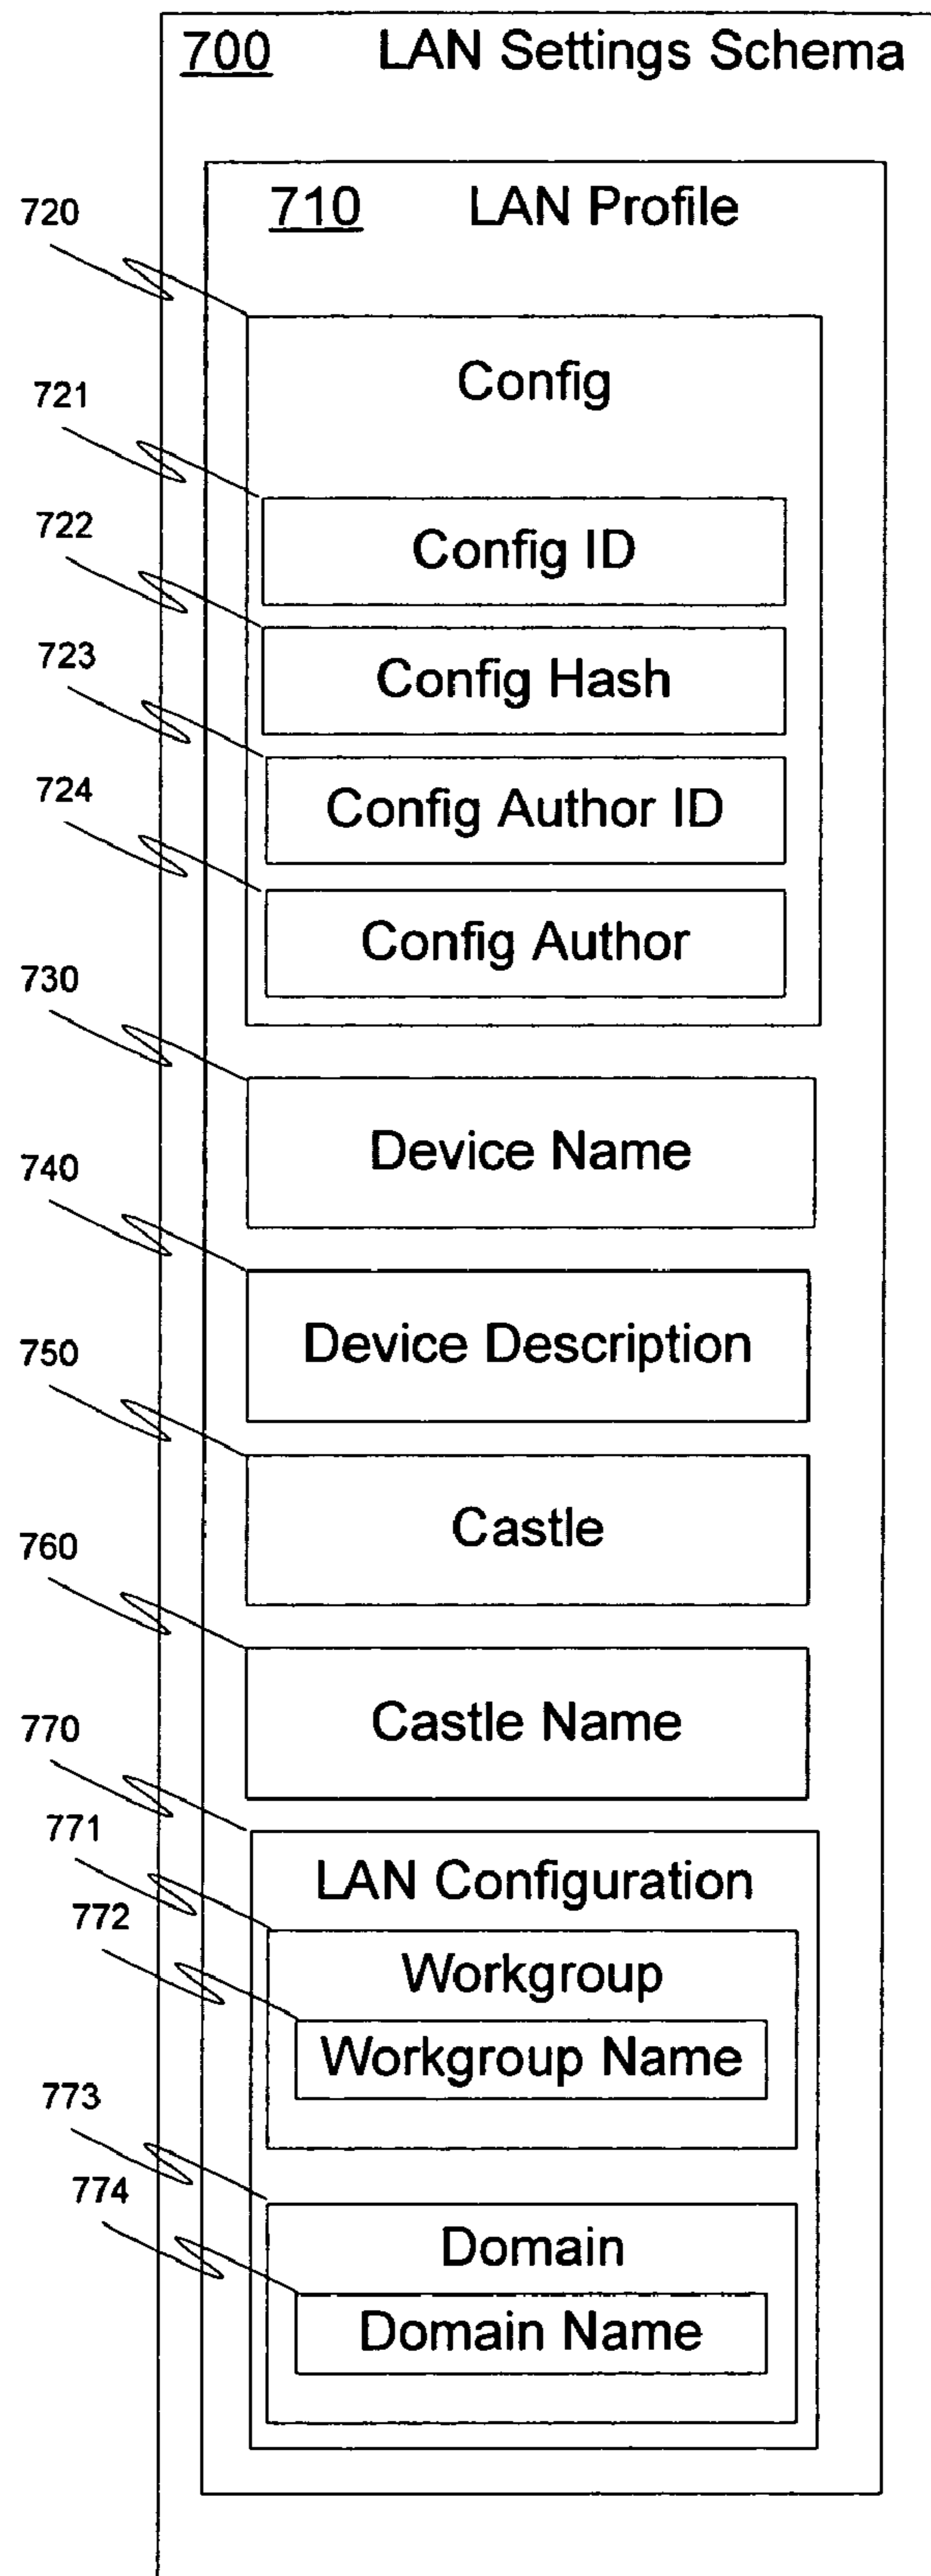 700 LAN Settings Schema
710 LAN Profile
720
Config
721
Config ID
722
Config Hash
723
Config Author ID
724
Config Author
730
Device Name
740
Device Description
750
Castle
760
Castle Name
770
LAN Configuration
771
Workgroup
772
Workgroup Name
773
Domain
774
Domain Name